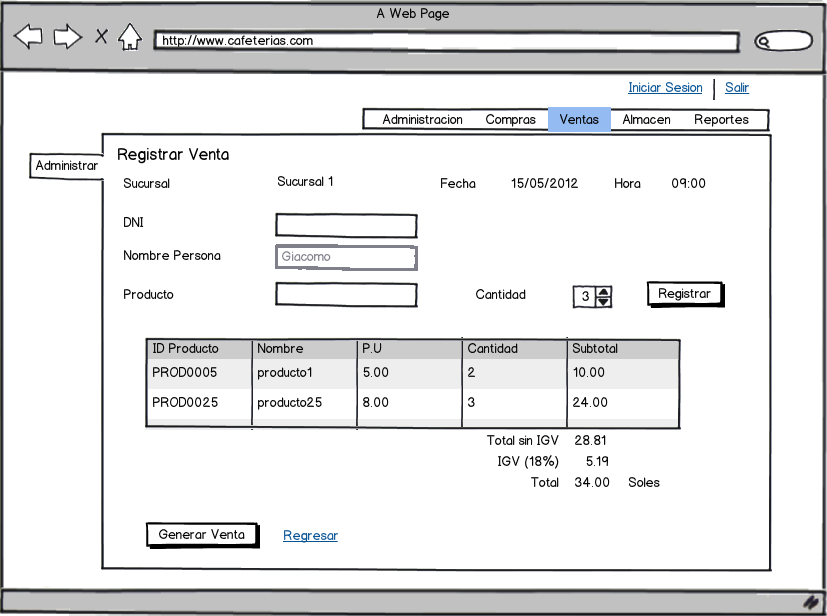 A Web Page
http://www.cafeterias.com
Iniciar Sesion Salir
Administracion Compras Ventas Almacen Reportes
Administrar
Registrar Venta
Sucursal Sucursal 1 Fecha 15/05/2012 Hora 09:00
DNI
Nombre Persona Giacomo
Producto Cantidad 3 Registrar
ID Producto Nombre P.U Cantidad Subtotal
PROD0005 producto1 5.00 2 10.00
PROD0025 producto25 8.00 3 24.00
Total sin IGV 28.81
IGV (18%) 5.19
Total 34.00 Soles
Generar Venta Regresar